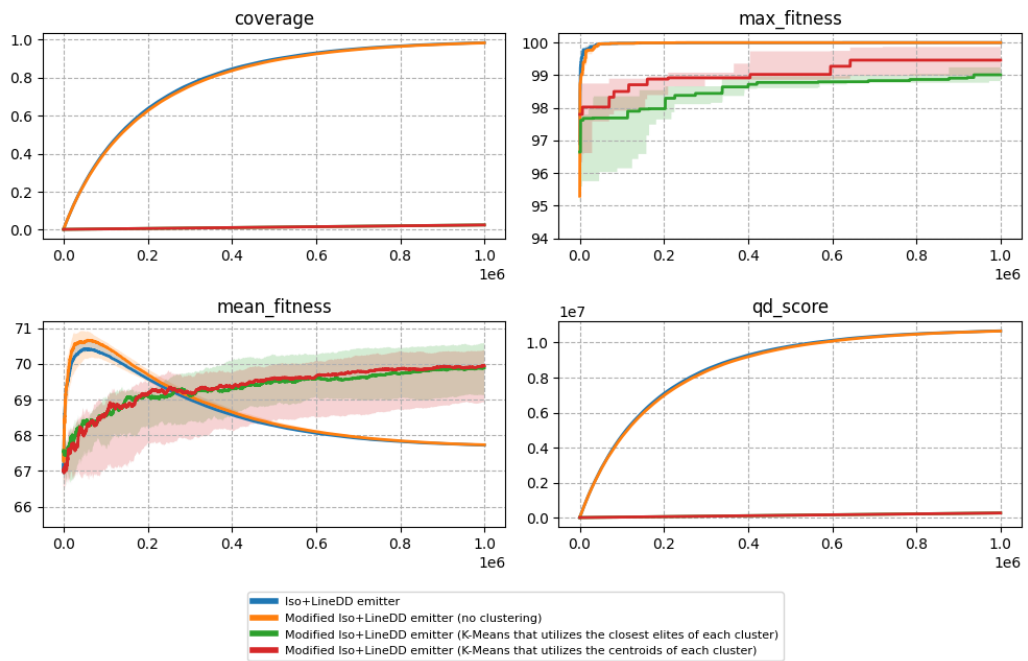 coverage
1.0
0.8
0.6
0.4
0.2
0.0
0.0 0.2 0.4 0.6 0.8 1.0
1e6
max_fitness
100
99
98
97
96
95
94
0.0 0.2 0.4 0.6 0.8 1.0
1e6
mean_fitness
71
70
69
68
67
66
0.0 0.2 0.4 0.6 0.8 1.0
1e6
qd_score
1e7
1.0
0.8
0.6
0.4
0.2
0.0
0.0 0.2 0.4 0.6 0.8 1.0
1e6
Iso+LineDD emitter
Modified Iso+LineDD emitter (no clustering)
Modified Iso+LineDD emitter (K-Means that utilizes the closest elites of each cluster)
Modified Iso+LineDD emitter (K-Means that utilizes the centroids of each cluster)